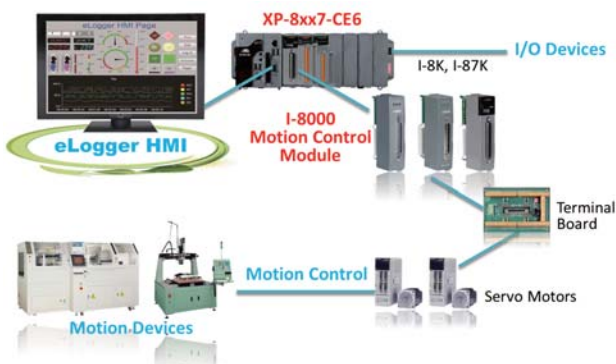 XP-8xx7-CE6
eLogger HMI Page
I/O Devices
I-8K, I-87K
eLogger HMI
I-8000
Motion Control
Module
Terminal
Board
Motion Control
Servo Motors
Motion Devices